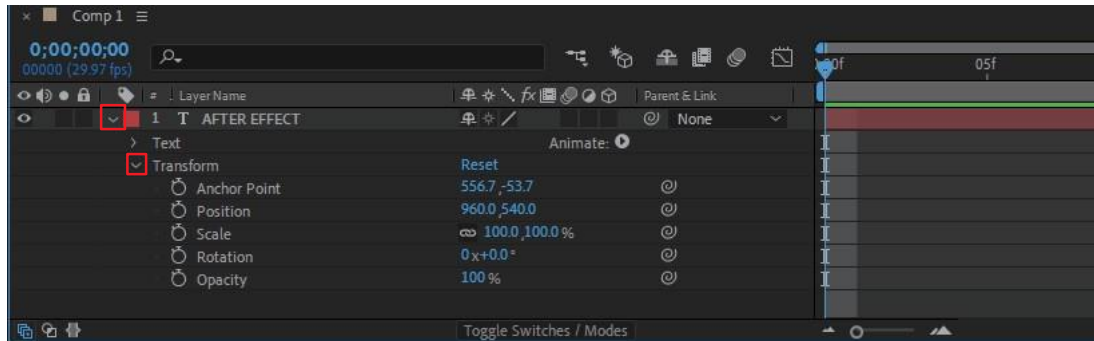 Comp 1
0;00;00;00
00000 (29.97 fps)
05f
# Layer Name Parent & Link
1 T AFTER EFFECT None
Text Animate:
Transform Reset
Anchor Point 556.7,-53.7
Position 960.0,540.0
Scale 100.0,100.0 %
Rotation 0x+0.0°
Opacity 100 %
Toggle Switches / Modes